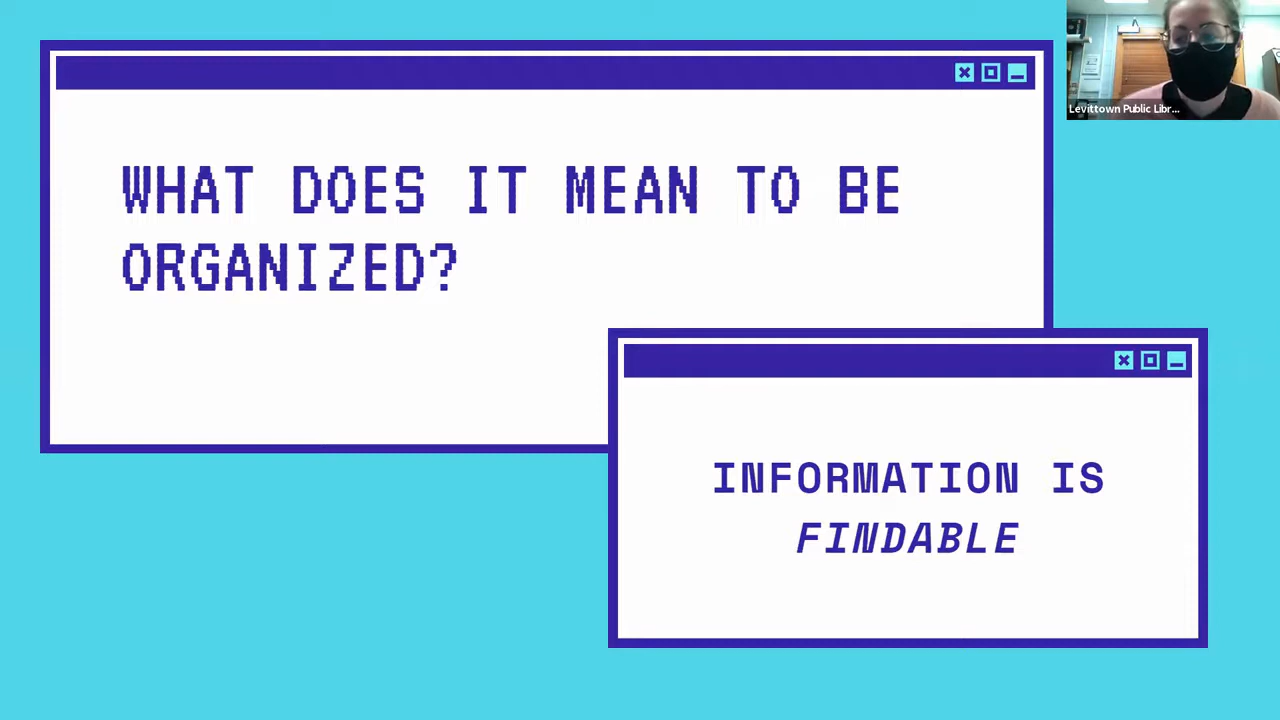 WHAT DOES IT MEAN TO BE
ORGANIZED?
INFORMATION IS
FINDABLE
Levittown Public Libr...